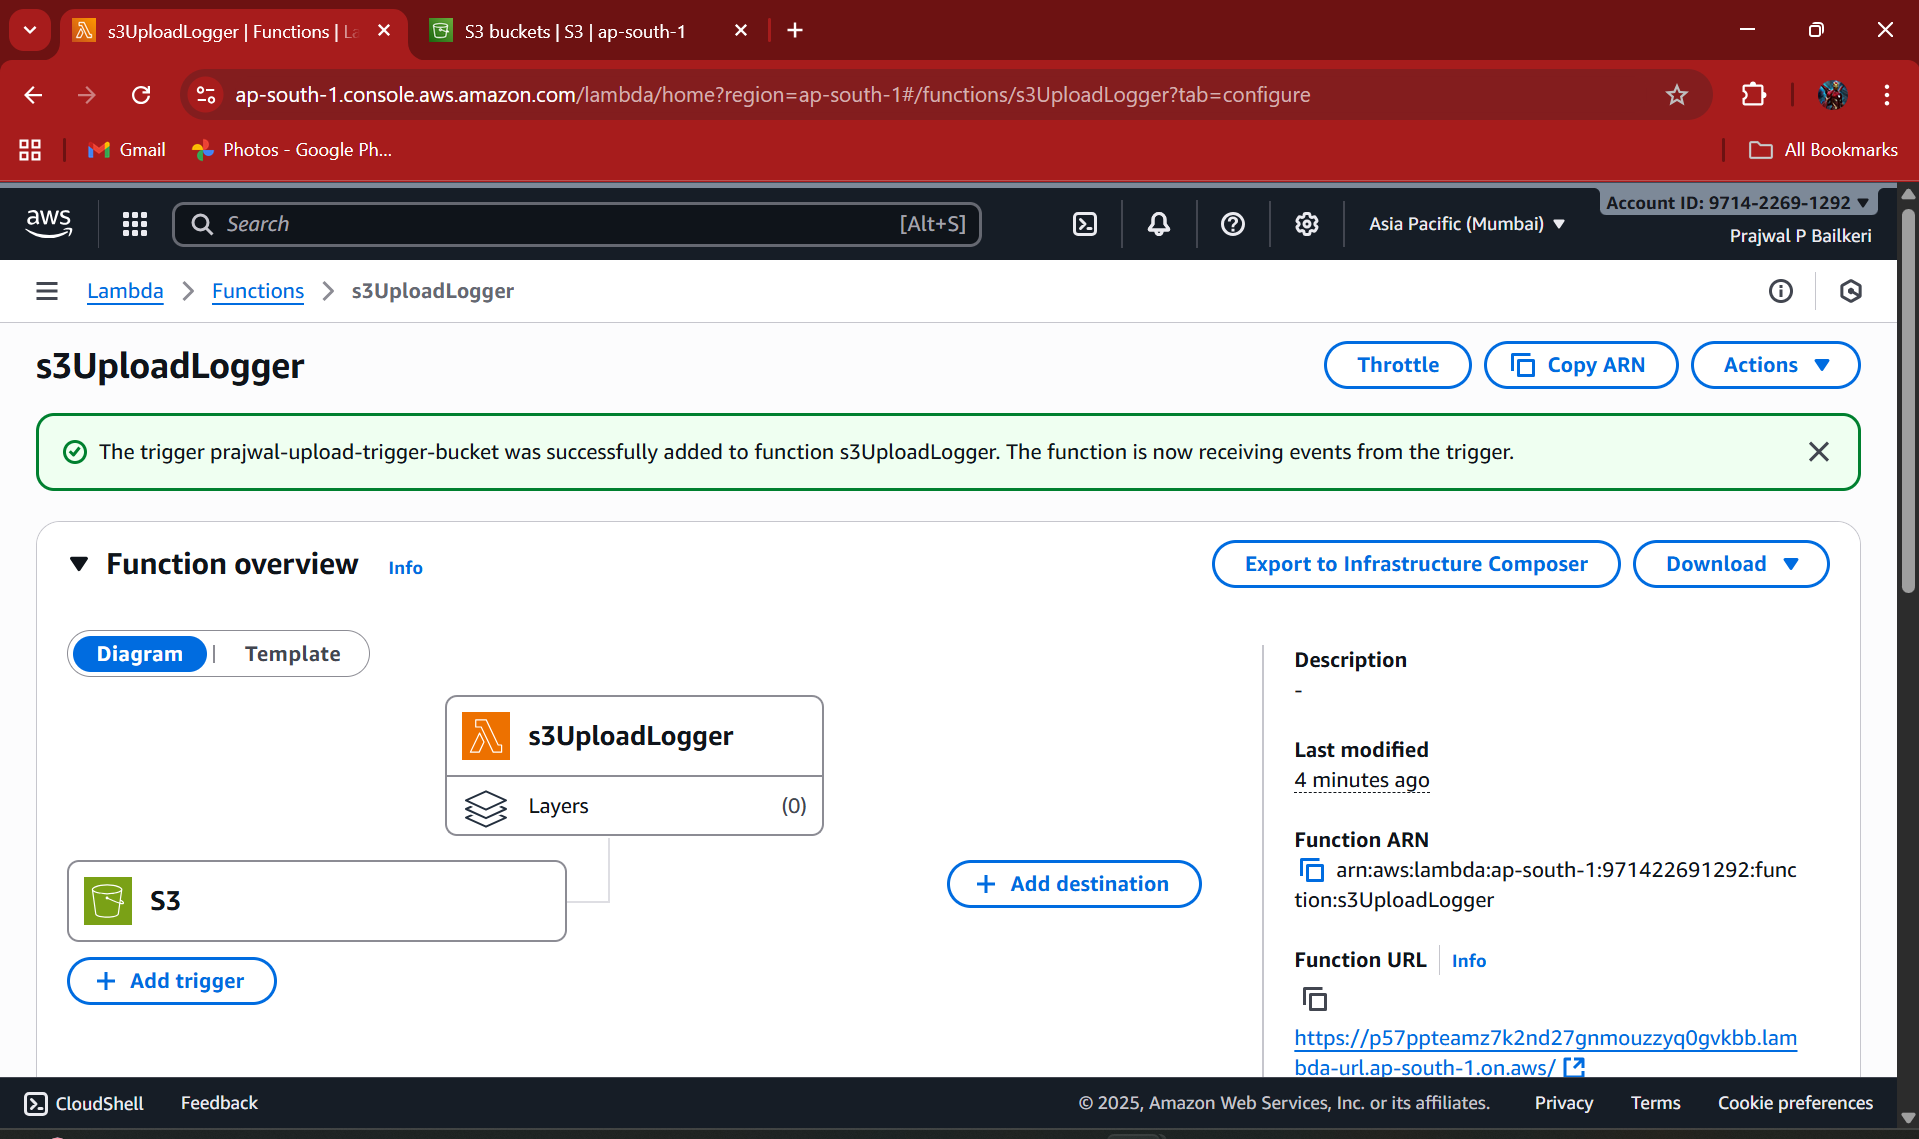 s3UploadLogger | Functions | La
S3 buckets | S3 | ap-south-1
ap-south-1.console.aws.amazon.com/lambda/home?region=ap-south-1#/functions/s3UploadLogger?tab=configure
Gmail
Photos - Google Ph...
All Bookmarks
aws
Search
[Alt+S]
Asia Pacific (Mumbai)
Account ID: 9714-2269-1292
Prajwal P Bailkeri
Lambda
Functions
s3UploadLogger
s3UploadLogger
Throttle
Copy ARN
Actions
The trigger prajwal-upload-trigger-bucket was successfully added to function s3UploadLogger. The function is now receiving events from the trigger.
Function overview
Info
Export to Infrastructure Composer
Download
Diagram
Template
s3UploadLogger
Layers
(0)
S3
+ Add trigger
+ Add destination
Description
-
Last modified
4 minutes ago
Function ARN
arn:aws:lambda:ap-south-1:971422691292:func
tion:s3UploadLogger
Function URL
Info
https://p57ppteamz7k2nd27gnmouzzyq0gvkbb.lam
bda-url.ap-south-1.on.aws/
CloudShell
Feedback
© 2025, Amazon Web Services, Inc. or its affiliates.
Privacy
Terms
Cookie preferences